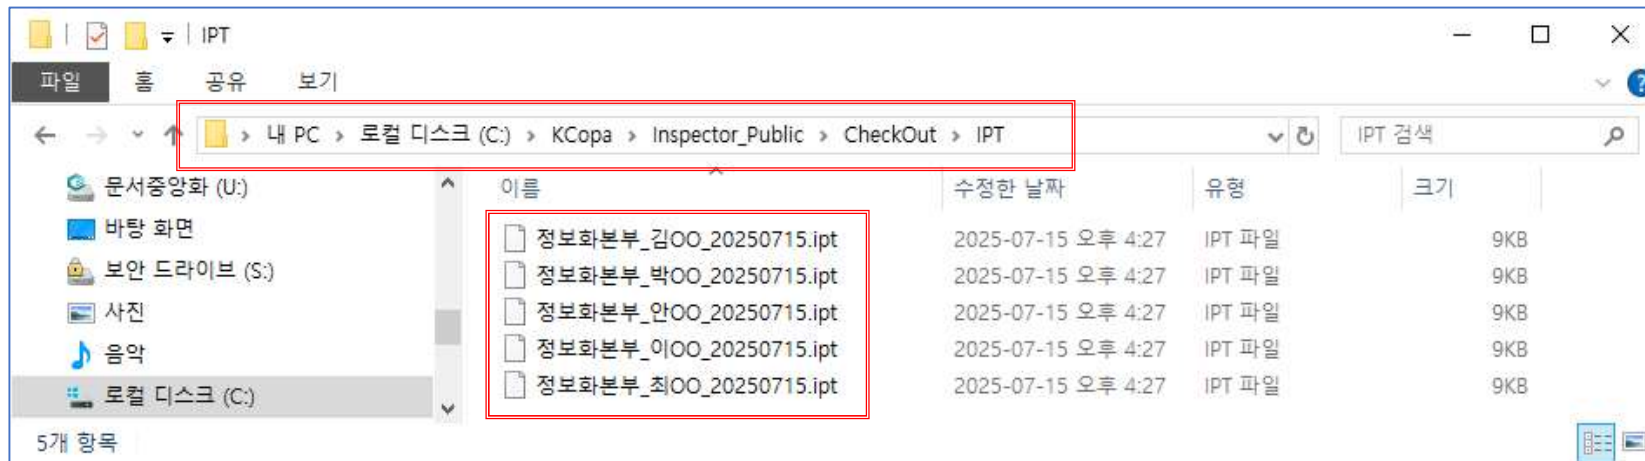 IPT
파일 홈 공유 보기
내 PC > 로컬 디스크 (C:) > KCopa > Inspector_Public > CheckOut > IPT
IPT 검색
문서중앙화 (U:)
바탕 화면
보안 드라이브 (S:)
사진
음악
로컬 디스크 (C:)
이름 수정한 날짜 유형 크기
정보화본부_김OO_20250715.ipt 2025-07-15 오후 4:27 IPT 파일 9KB
정보화본부_박OO_20250715.ipt 2025-07-15 오후 4:27 IPT 파일 9KB
정보화본부_안OO_20250715.ipt 2025-07-15 오후 4:27 IPT 파일 9KB
정보화본부_이OO_20250715.ipt 2025-07-15 오후 4:27 IPT 파일 9KB
정보화본부_최OO_20250715.ipt 2025-07-15 오후 4:27 IPT 파일 9KB
5개 항목